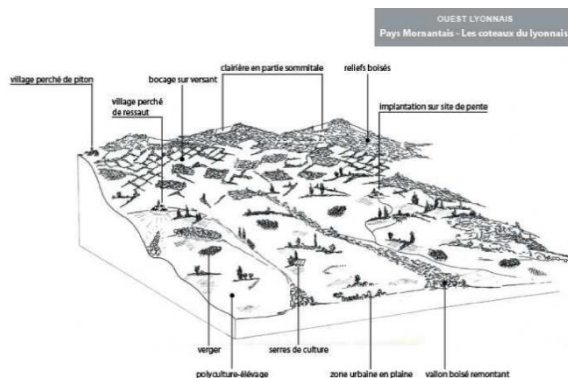 OUEST LYONNAIS
Pays Mornantais - Les coteaux du lyonnais
clairière en partie sommitale
reliefs boisés
village perché de piton
bocage sur versant
village perché
de ressaut
implantation sur site de pente
verger
serres de culture
polyculture-élévage
zone urbaine en plaine
vallon boisé remontant